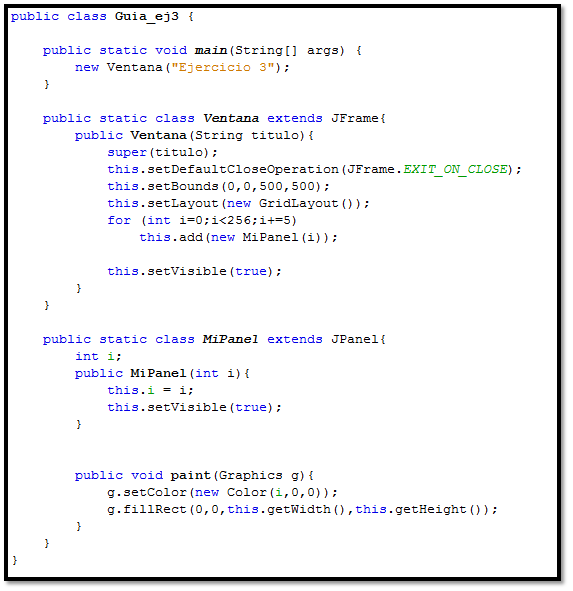 public class Guia_ej3 {
public static void main(String[] args) {
new Ventana("Ejercicio 3");
}
public static class Ventana extends JFrame{
public Ventana(String titulo){
super(titulo);
this.setDefaultCloseOperation(JFrame.EXIT_ON_CLOSE);
this.setBounds(0,0,500,500);
this.setLayout(new GridLayout());
for (int i=0;i<256;i+=5)
this.add(new MiPanel(i));
this.setVisible(true);
}
}
public static class MiPanel extends JPanel{
int i;
public MiPanel(int i){
this.i = i;
this.setVisible(true);
}
public void paint(Graphics g){
g.setColor(new Color(i,0,0));
g.fillRect(0,0,this.getWidth(),this.getHeight());
}
}
}